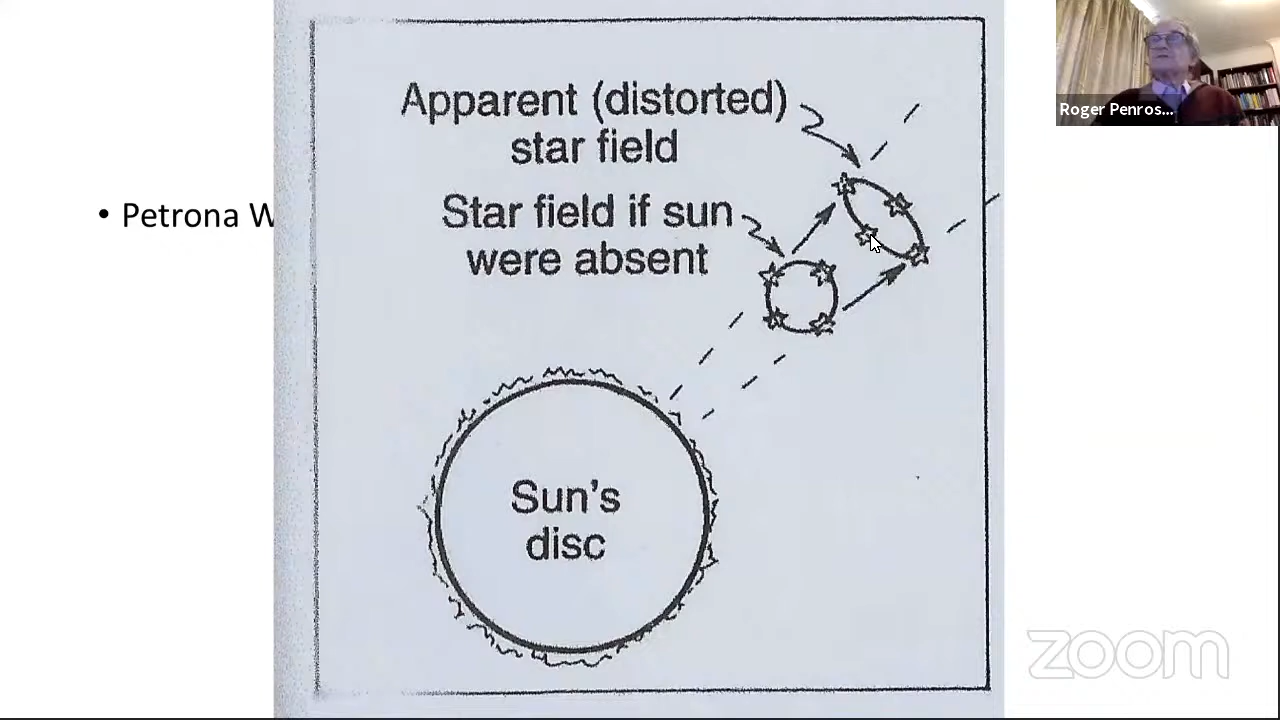 Apparent (distorted)
star field
Star field if sun
were absent
• Petrona W
Sun's
disc
Roger Penros...
zoom